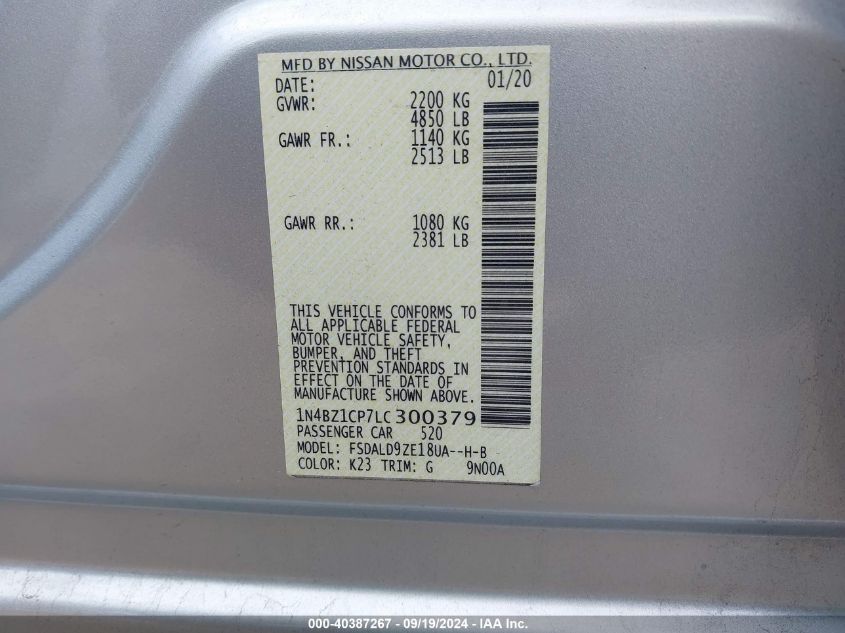 MFD BY NISSAN MOTOR CO., LTD.
DATE: 01/20
GVWR: 2200 KG
4850 LB
GAWR FR.: 1140 KG
2513 LB
GAWR RR.: 1080 KG
2381 LB
THIS VEHICLE CONFORMS TO
ALL APPLICABLE FEDERAL
MOTOR VEHICLE SAFETY,
BUMPER, AND THEFT
PREVENTION STANDARDS IN
EFFECT ON THE DATE OF
MANUFACTURE SHOWN ABOVE.
1N4BZ1CP7LC300379
PASSENGER CAR 520
MODEL: FSDALD9ZE18UA--H-B
COLOR: K23 TRIM: G 9N00A
000-40387267 - 09/19/2024 - IAA Inc.